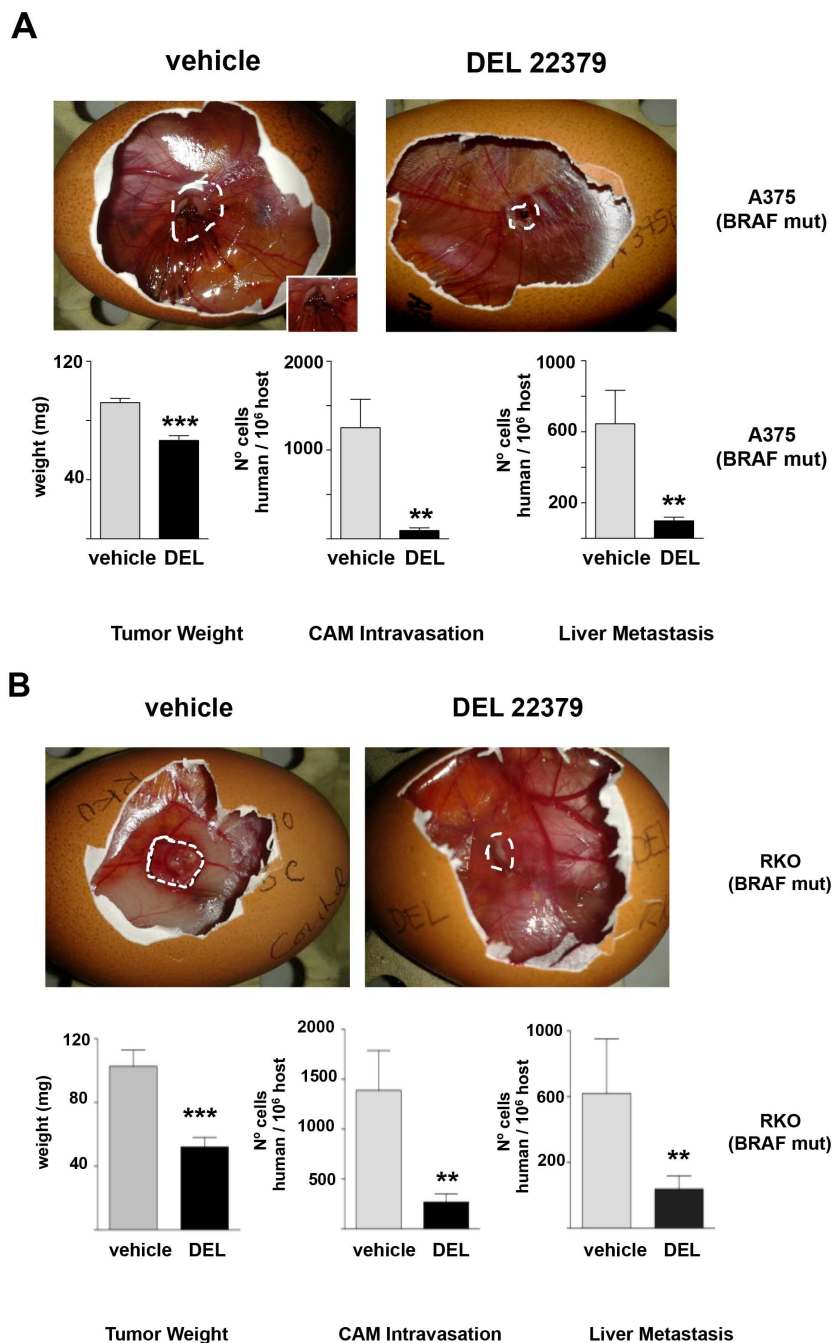 A
vehicle
DEL 22379
A375
(BRAF mut)
120
40
weight (mg)
***
vehicle DEL
2000
1000
Nº cells
human / 10⁶ host
**
vehicle DEL
1000
600
200
Nº cells
human / 10⁶ host
**
vehicle DEL
A375
(BRAF mut)
Tumor Weight
CAM Intravasation
Liver Metastasis
B
vehicle
DEL 22379
RKO
Control
DEL
DEL
RKO
(BRAF mut)
120
80
40
weight (mg)
***
vehicle DEL
2000
1500
1000
500
Nº cells
human / 10⁶ host
**
vehicle DEL
1000
600
200
Nº cells
human / 10⁶ host
**
vehicle DEL
RKO
(BRAF mut)
Tumor Weight
CAM Intravasation
Liver Metastasis